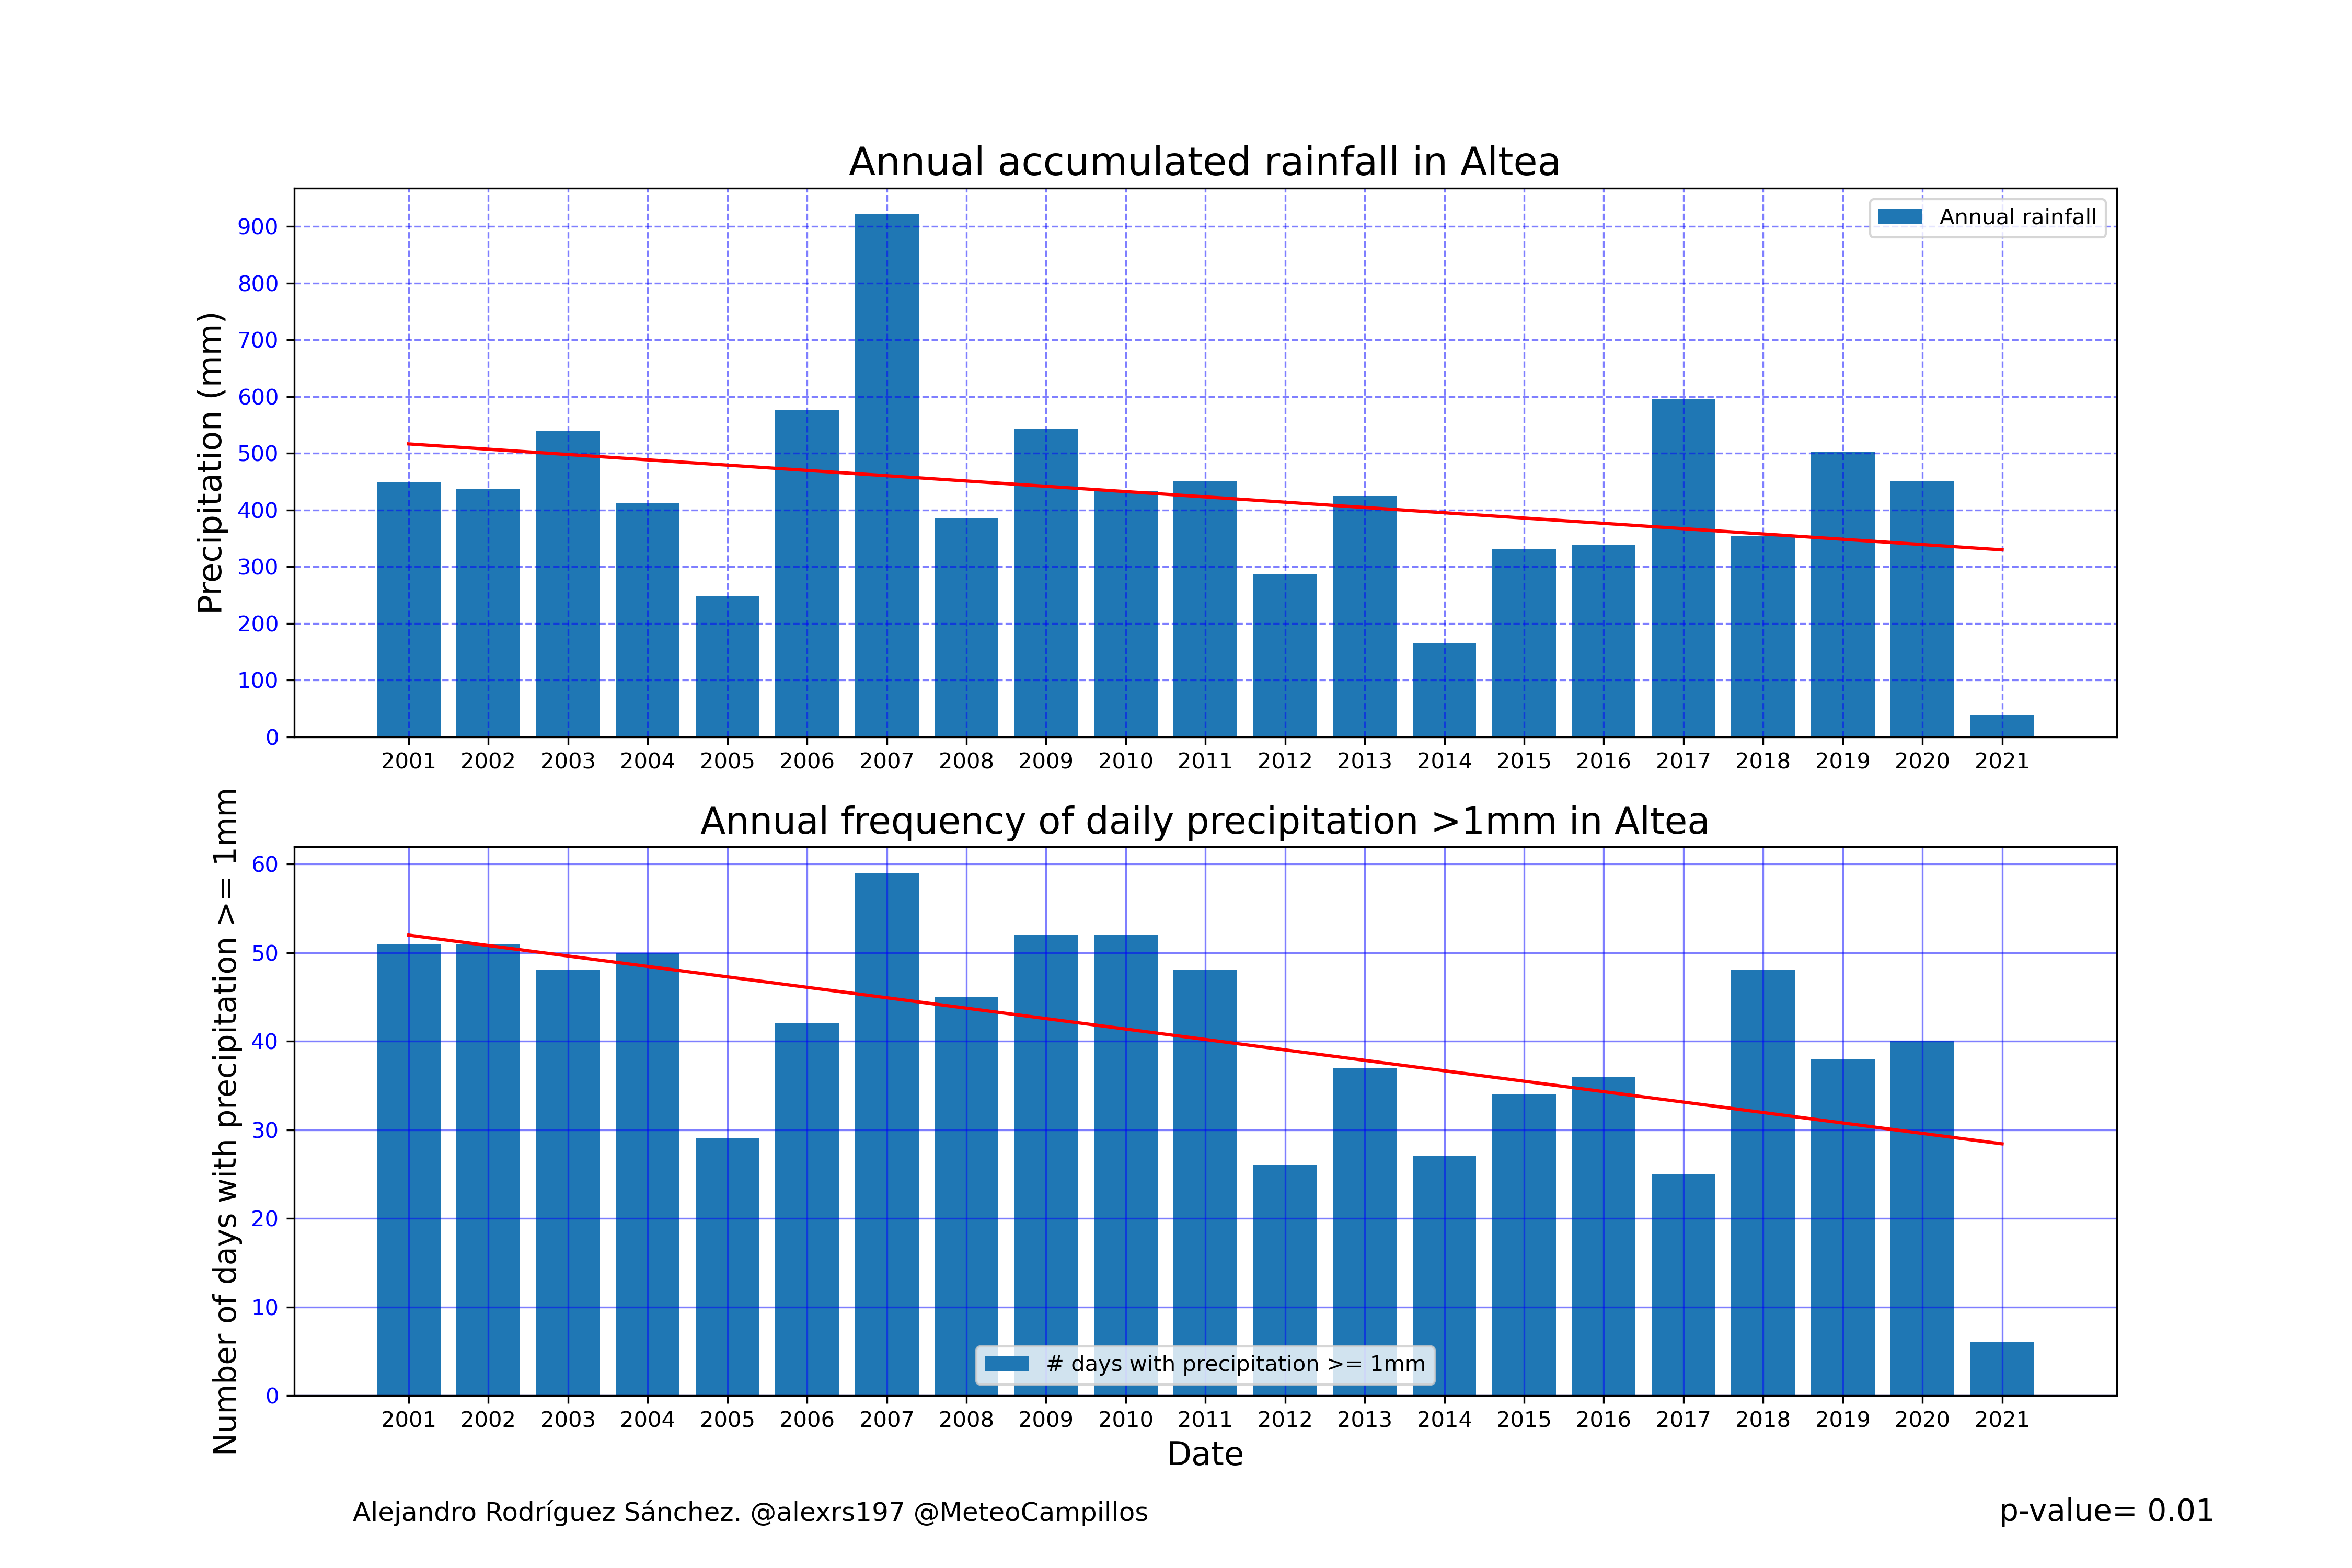 Annual accumulated rainfall in Altea
Precipitation (mm)
900
800
700
600
500
400
300
200
100
0
Annual rainfall
2001 2002 2003 2004 2005 2006 2007 2008 2009 2010 2011 2012 2013 2014 2015 2016 2017 2018 2019 2020 2021
Annual frequency of daily precipitation >1mm in Altea
Number of days with precipitation >= 1mm
60
50
40
30
20
10
0
# days with precipitation >= 1mm
2001 2002 2003 2004 2005 2006 2007 2008 2009 2010 2011 2012 2013 2014 2015 2016 2017 2018 2019 2020 2021
Date
Alejandro Rodríguez Sánchez. @alexrs197 @MeteoCampillos
p-value= 0.01